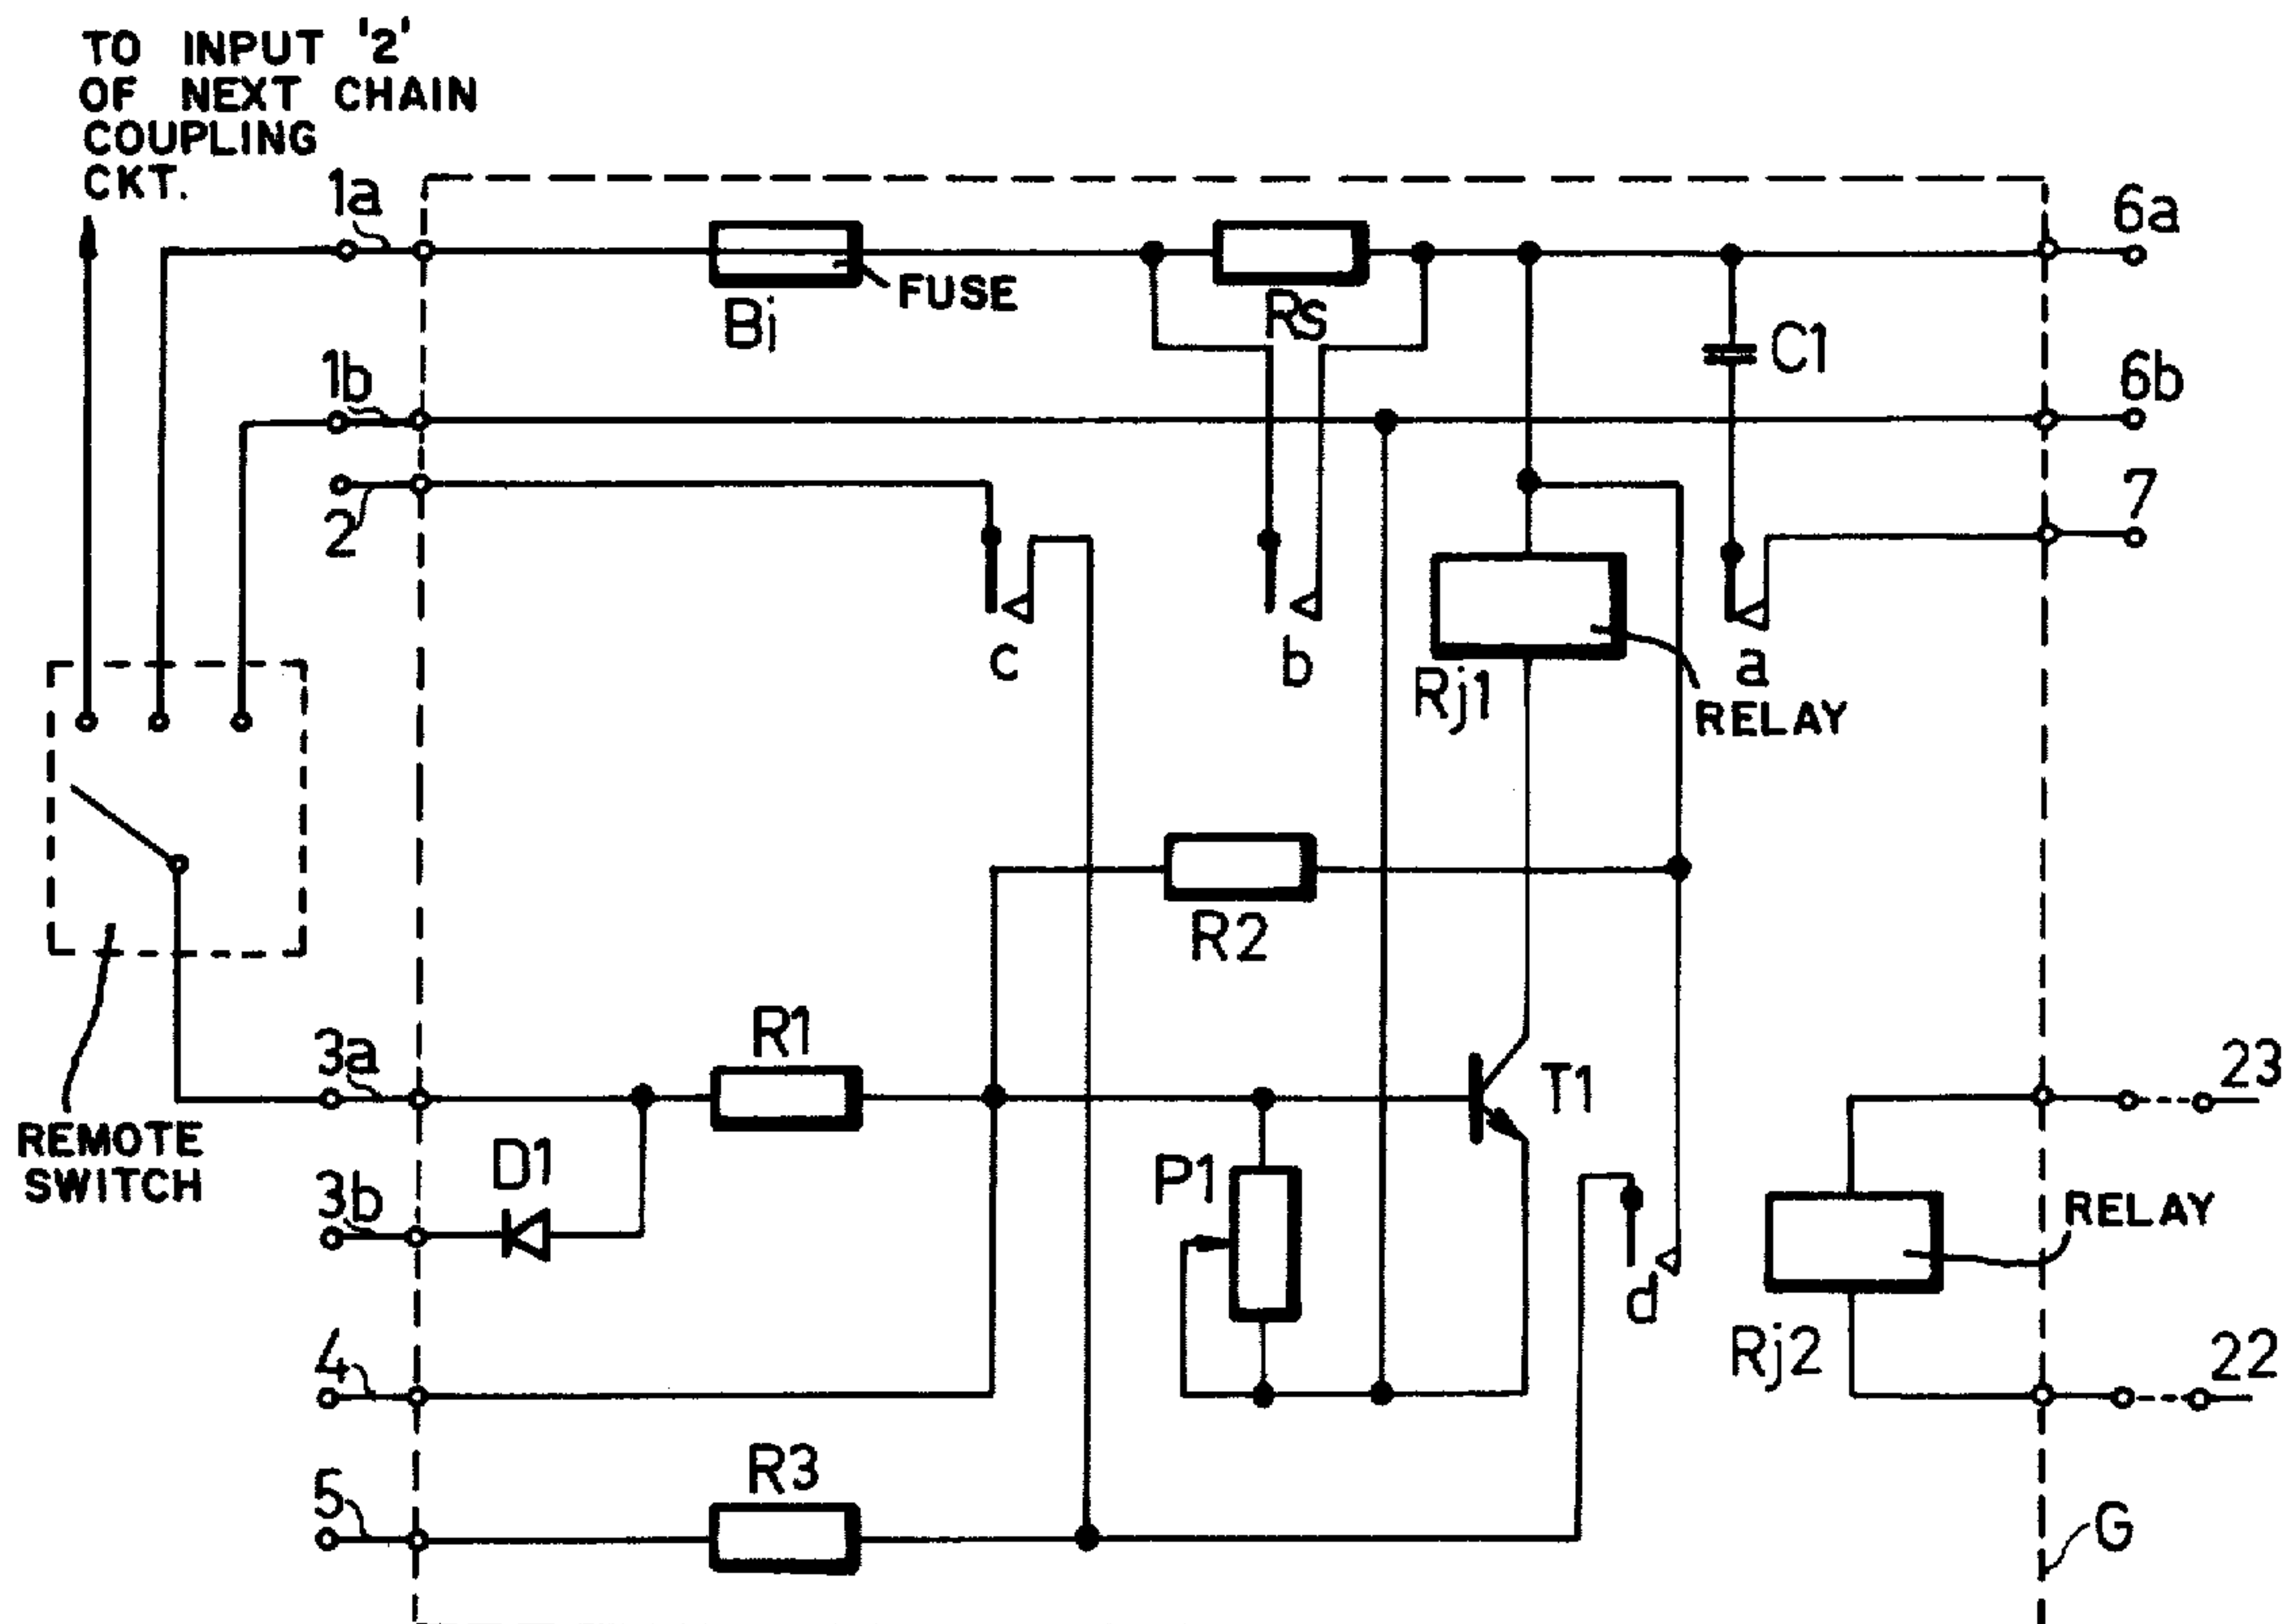 TO INPUT '2'
OF NEXT CHAIN
COUPLING
CKT.
1a
6a
FUSE
Bj
Rs
C1
1b
6b
2
7
c
b
a
Rj1
RELAY
R2
REMOTE
SWITCH
3a
R1
T1
23
3b
D1
P1
d
RELAY
Rj2
4
22
5
R3
G